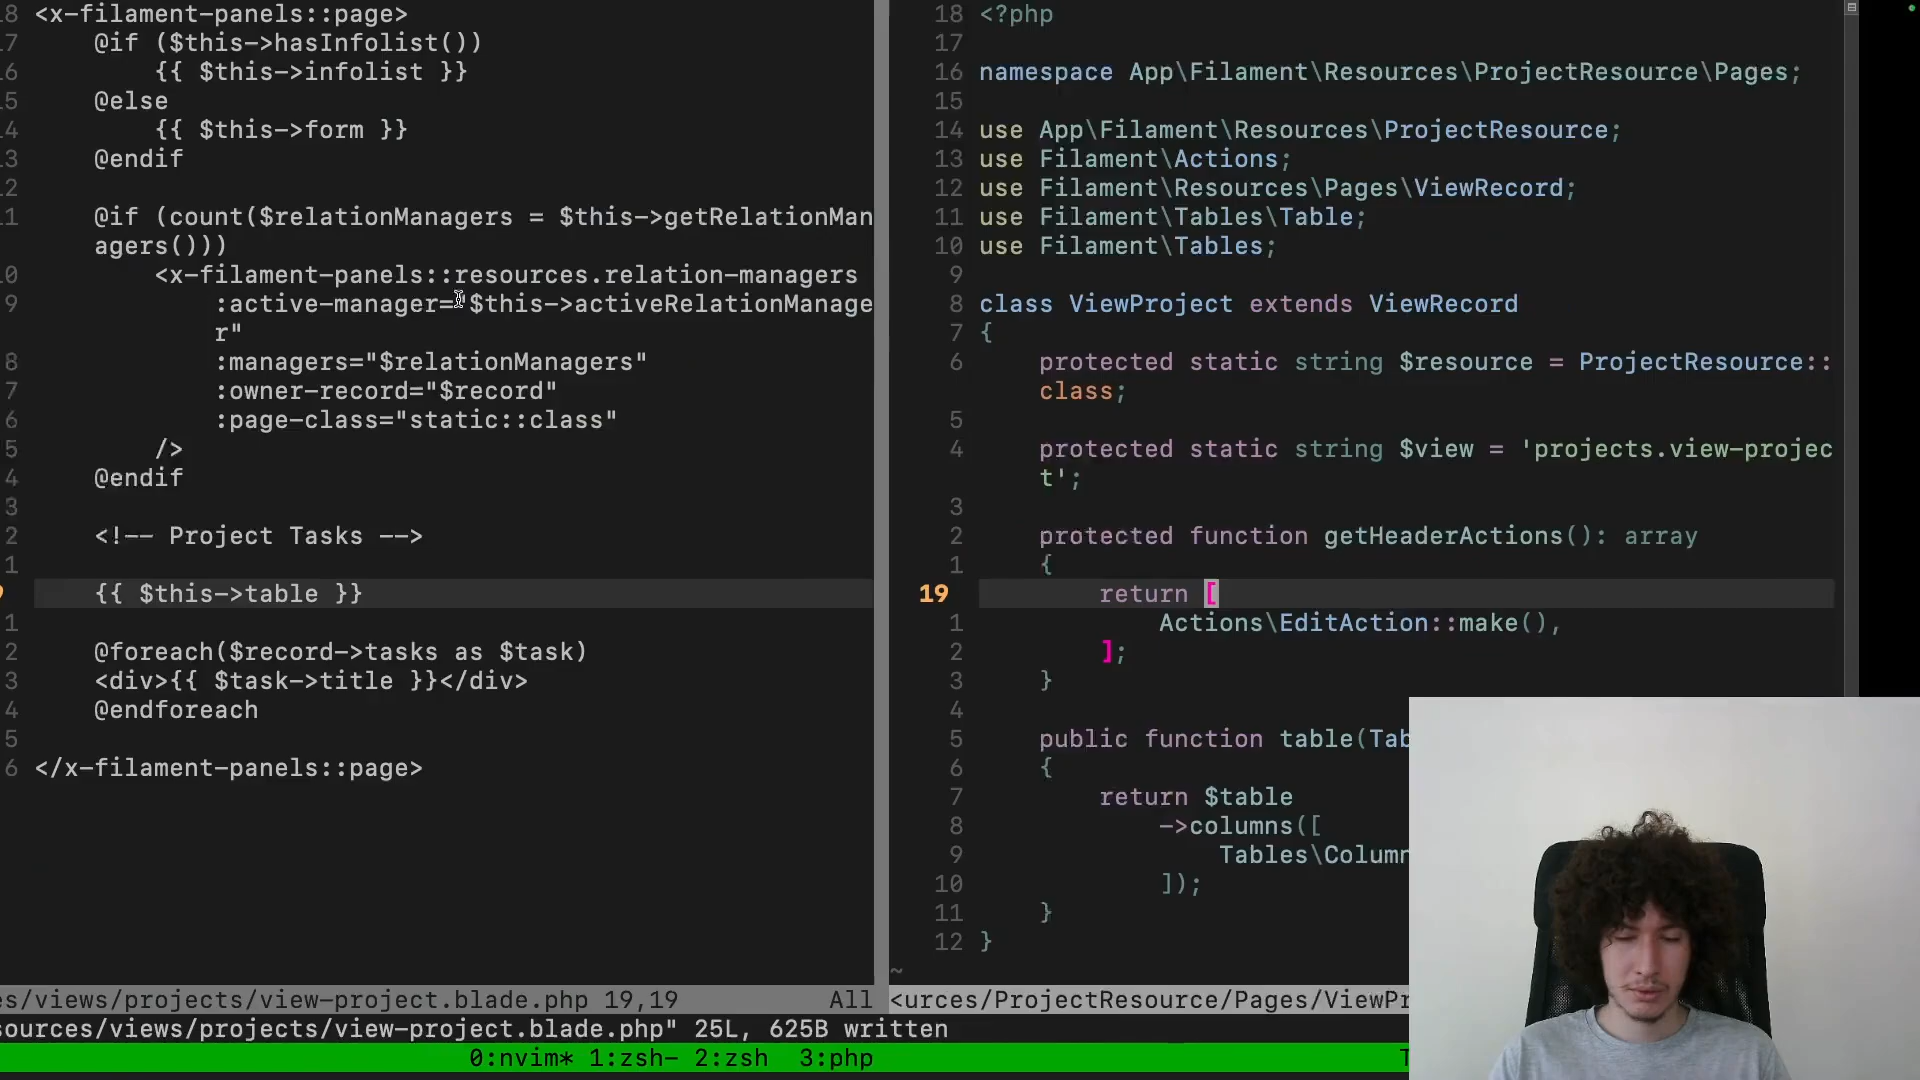 18 <x-filament-panels::page>
17 @if ($this->hasInfolist())
16 {{ $this->infolist }}
15 @else
14 {{ $this->form }}
13 @endif
12
11 @if (count($relationManagers = $this->getRelationMan
agers()))
10 <x-filament-panels::resources.relation-managers
9 :active-manager="$this->activeRelationManage
r"
8 :managers="$relationManagers"
7 :owner-record="$record"
6 :page-class="static::class"
5 />
4 @endif
3
2 <!-- Project Tasks -->
1
{{ $this->table }}
1
2 @foreach($record->tasks as $task)
3 <div>{{ $task->title }}</div>
4 @endforeach
5
6 </x-filament-panels::page>
es/views/projects/view-project.blade.php 19,19 All
18 <?php
17
16 namespace App\Filament\Resources\ProjectResource\Pages;
15
14 use App\Filament\Resources\ProjectResource;
13 use Filament\Actions;
12 use Filament\Resources\Pages\ViewRecord;
11 use Filament\Tables\Table;
10 use Filament\Tables;
9
8 class ViewProject extends ViewRecord
7 {
6 protected static string $resource = ProjectResource::
class;
5
4 protected static string $view = 'projects.view-projec
t';
3
2 protected function getHeaderActions(): array
1 {
19 return [
1 Actions\EditAction::make(),
2 ];
3 }
4
5 public function table(Tab
6 {
7 return $table
8 ->columns([
9 Tables\Column
10 ]);
11 }
12 }
~
<urces/ProjectResource/Pages/ViewPr
sources/views/projects/view-project.blade.php" 25L, 625B written
0:nvim* 1:zsh- 2:zsh 3:php